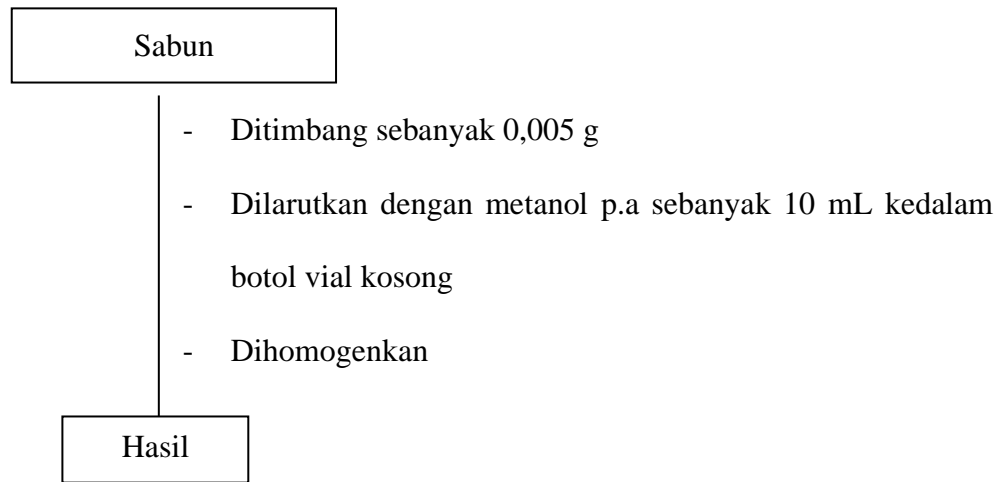 Sabun
- Ditimbang sebanyak 0,005 g
- Dilarutkan dengan metanol p.a sebanyak 10 mL kedalam
botol vial kosong
- Dihomogenkan
Hasil